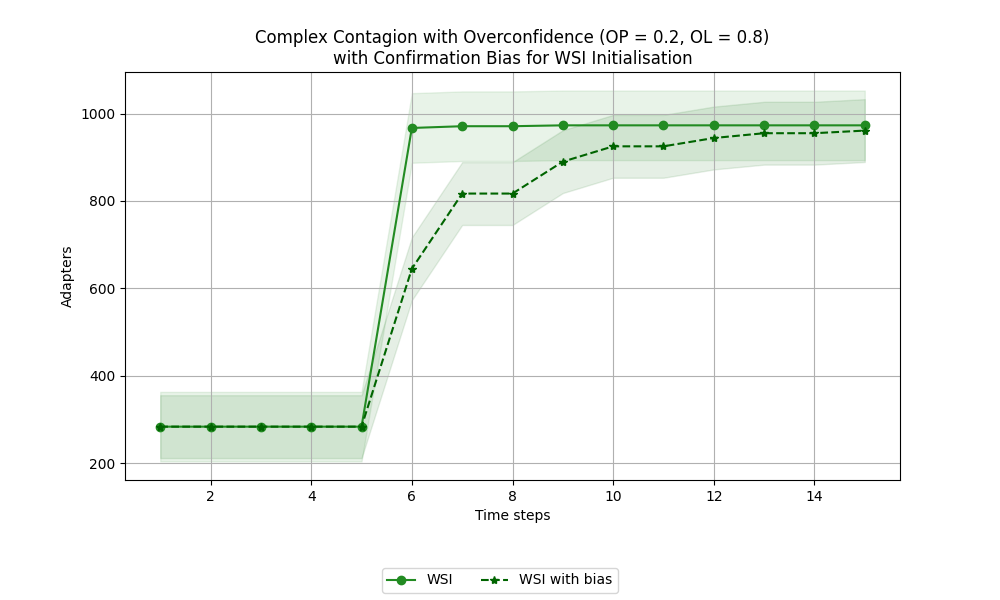 Complex Contagion with Overconfidence (OP = 0.2, OL = 0.8)
with Confirmation Bias for WSI Initialisation
1000
800
600
400
200
Adapters
2 4 6 8 10 12 14
Time steps
WSI WSI with bias